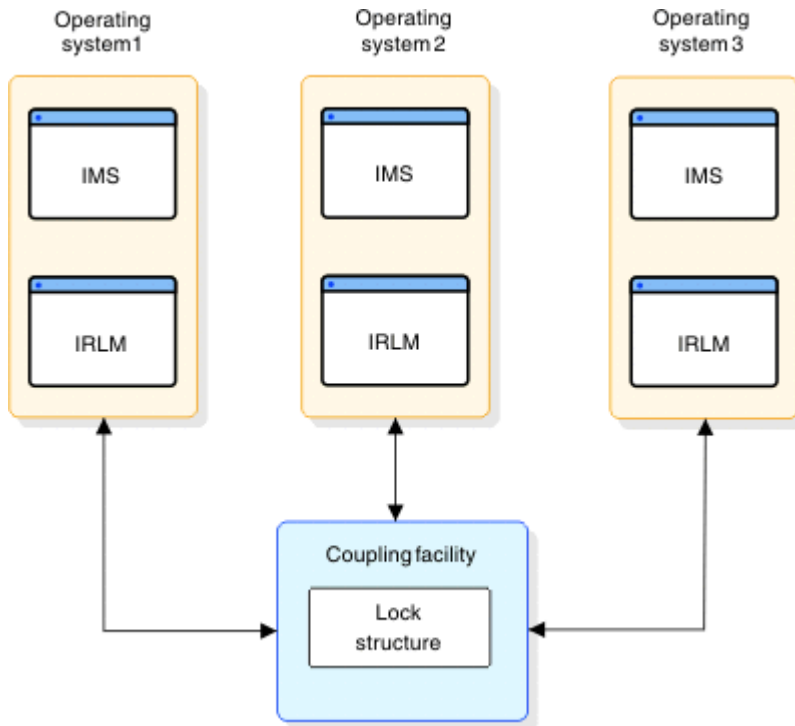 Operating
system1
Operating
system 2
Operating
system 3
IMS
IMS
IMS
IRLM
IRLM
IRLM
Coupling facility
Lock
structure